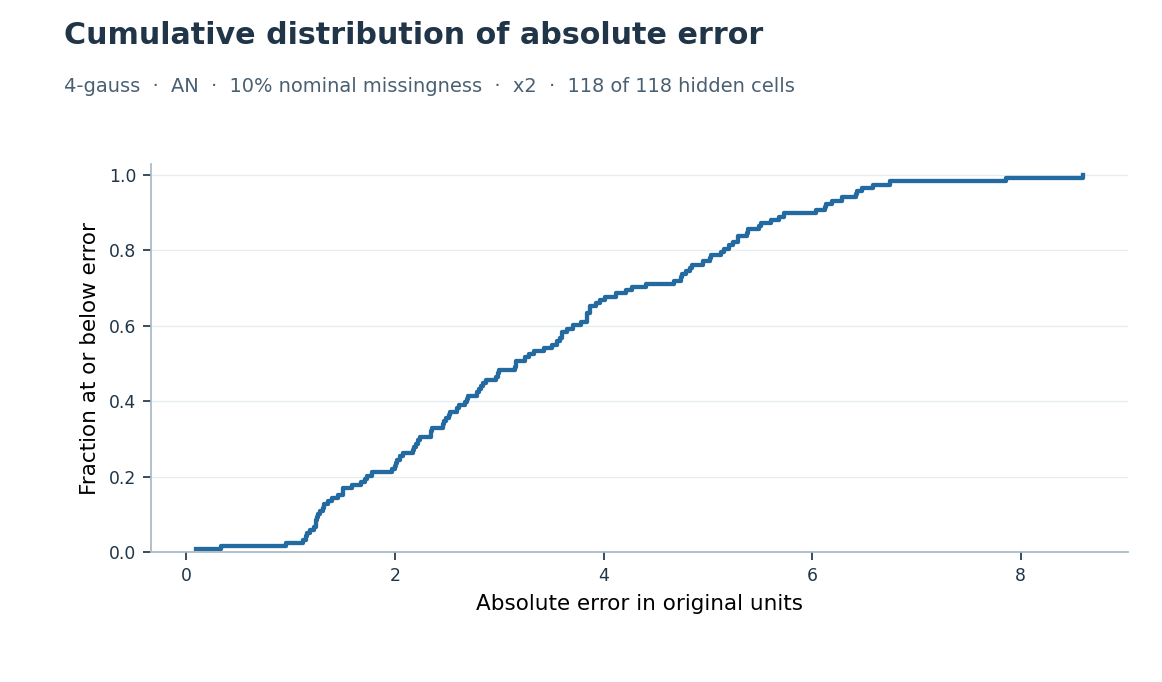 Cumulative distribution of absolute error
4-gauss · AN · 10% nominal missingness · x2 · 118 of 118 hidden cells
Fraction at or below error
1.0
0.8
0.6
0.4
0.2
0.0
0 2 4 6 8
Absolute error in original units